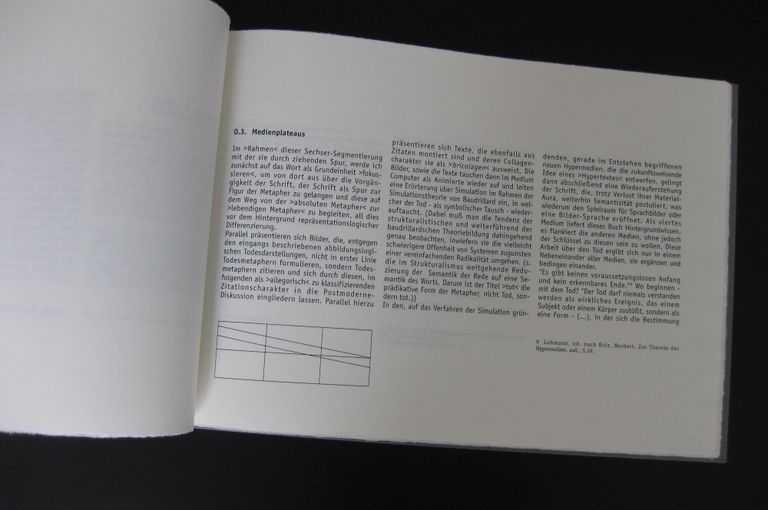 0.3. Medienplateaus
Im >Rahmen< dieser Sechser-Segmentierung
mit der sie durch ziehenden Spur, werde ich
zunächst auf das Wort als Grundeinheit >fokus-
sieren<, um von dort aus über die Vorgän-
gigkeit der Schrift, der Schrift als Spur zur
Figur der Metapher zu gelangen und diese auf
dem Weg von der >absoluten Metapher< zur
>lebendigen Metapher< zu begleiten, all dies
vor dem Hintergrund repräsentationslogischer
Differenzierung.
Parallel präsentieren sich Bilder, die, entgegen
den eingangs beschriebenen abbildungslogi-
schen Todesdarstellungen, nicht in erster Linie
Todesmetaphern formulieren, sondern Todes-
metaphern zitieren und sich durch diesen, im
folgenden als >allegorisch< zu klassifizierenden
Zitationscharakter in die Postmoderne-
Diskussion eingliedern lassen. Parallel hierzu
präsentieren sich Texte, die ebenfalls aus
Zitaten montiert sind und deren Collagen-
charakter sie als >bricolagen< ausweist. Die
Bilder, sowie die Texte tauchen dann im Medium
Computer als Animierte wieder auf und leiten
eine Erörterung über Simulation im Rahmen der
Simulationstheorie von Baudrillard ein, in wel-
cher der Tod - als symbolischer Tausch - wieder-
auftaucht. (Dabei muß man die Tendenz der
strukturalistischen und weiterführend der
baudrillardschen Theoriebildung dahingehend
genau beobachten, inwiefern sie die vielleicht
schwierigere Offenheit von Systemen zugunsten
einer vereinfachenden Radikalität umgehen. (s.
die im Strukturalismus weitgehende Redu-
zierung der Semantik der Rede auf eine Se-
mantik des Worts. Darum ist der Titel >tot< die
prädikative Form der Metapher, nicht Tod, son-
dern tot.))
In den, auf das Verfahren der Simulation grün-
denden, gerade im Entstehen begriffenen
neuen Hypermedien, die die zukunftsweisende
Idee eines >Hypertextes< entwerfen, gelingt
dann abschließend eine Wiederauferstehung
der Schrift, die, trotz Verlust ihrer Material-
Aura, weiterhin Semantizität postuliert, was
wiederum den Spielraum für Sprachbilder oder
eine Bilder-Sprache eröffnet. Als viertes
Medium liefert dieses Buch Hintergrundwissen,
es flankiert die anderen Medien, ohne jedoch
der Schlüssel zu diesen sein zu wollen. Diese
Arbeit über den Tod ergibt sich nur in einem
Nebeneinander aller Medien, sie ergänzen und
bedingen einander.
"Es gibt keinen voraussetzungslosen Anfang
und kein erkennbares Ende." Wo beginnen -
mit dem Tod? "Der Tod darf niemals verstanden
werden als wirkliches Ereignis, das einem
Subjekt oder einem Körper zustößt, sondern als
eine Form - (...), in der sich die Bestimmung
Luhmann, zit. nach Bolz, Norbert, Zur Theorie der
Hypermedien, aaO., S.19.